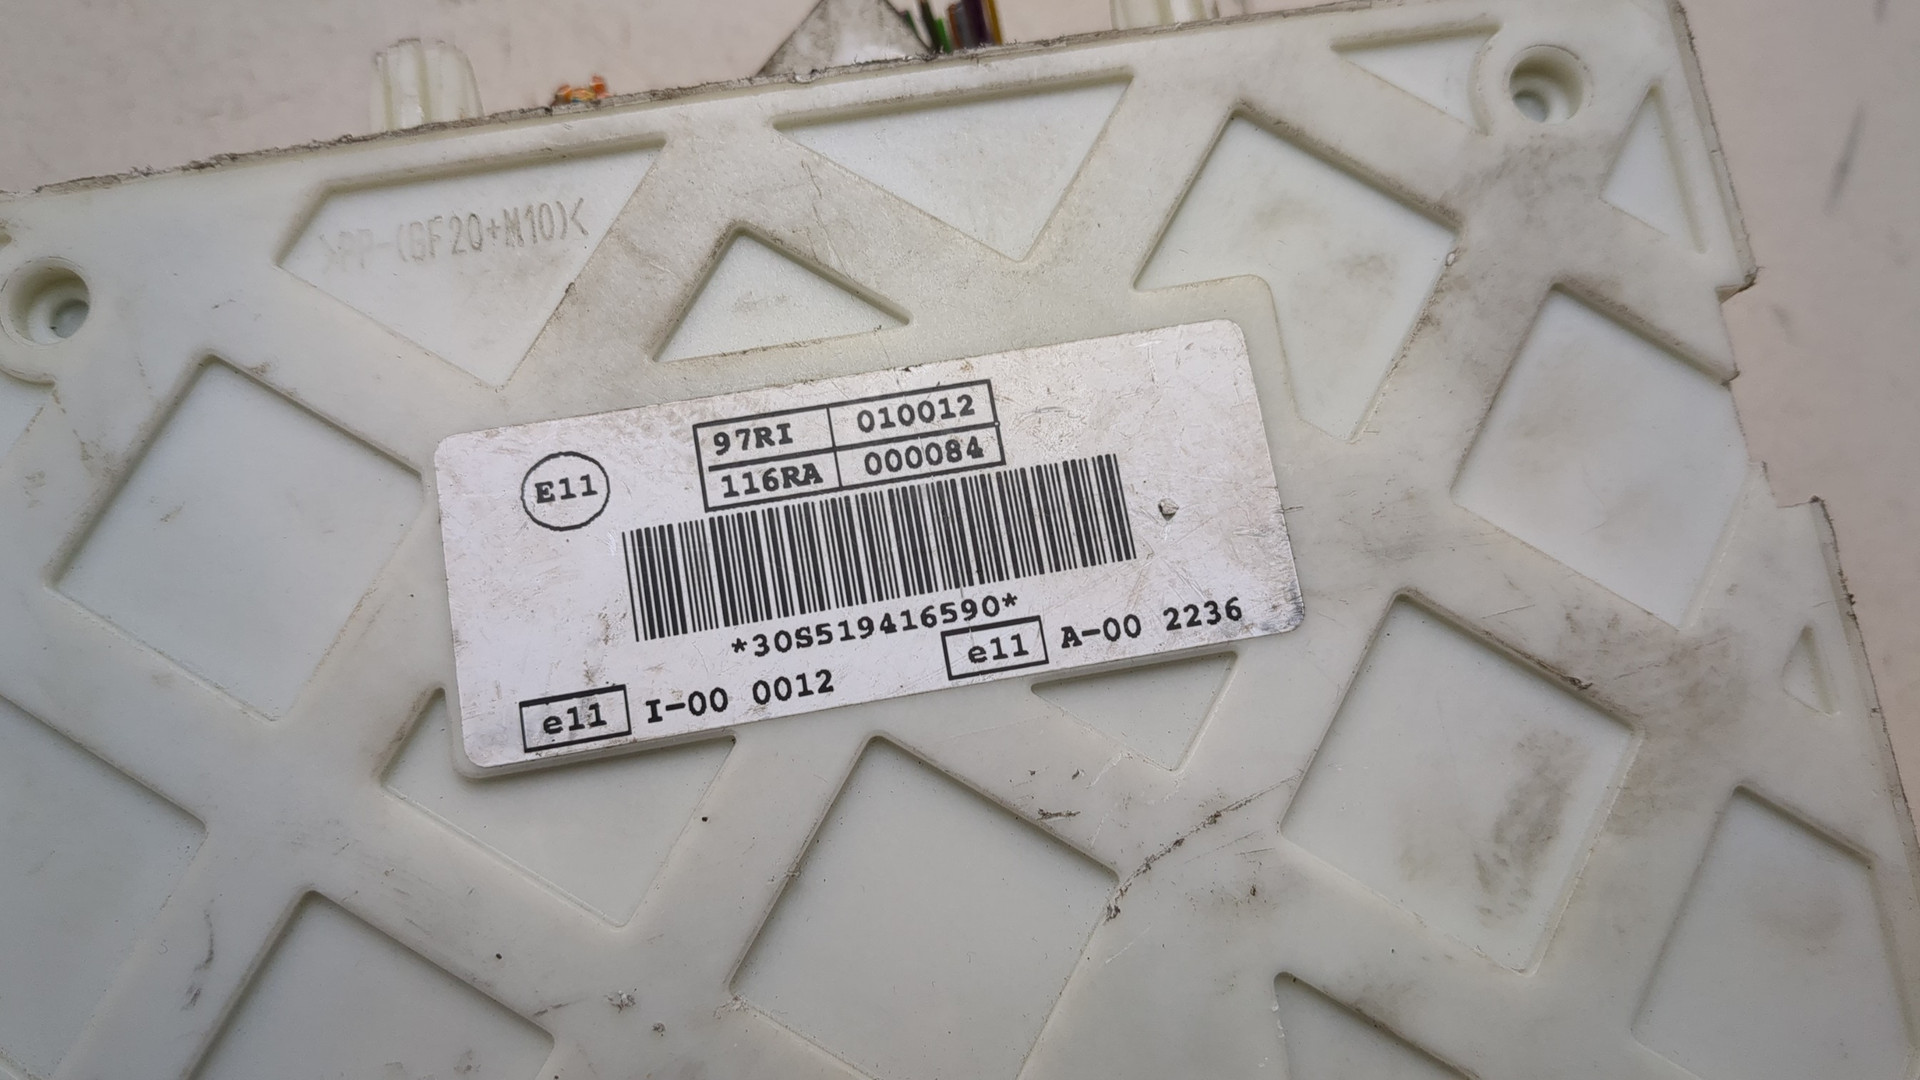 >PP-(GF20+M10)<
E11
97RI 010012
116RA 000084
*30S519416590*
e11 I-00 0012
e11 A-00 2236